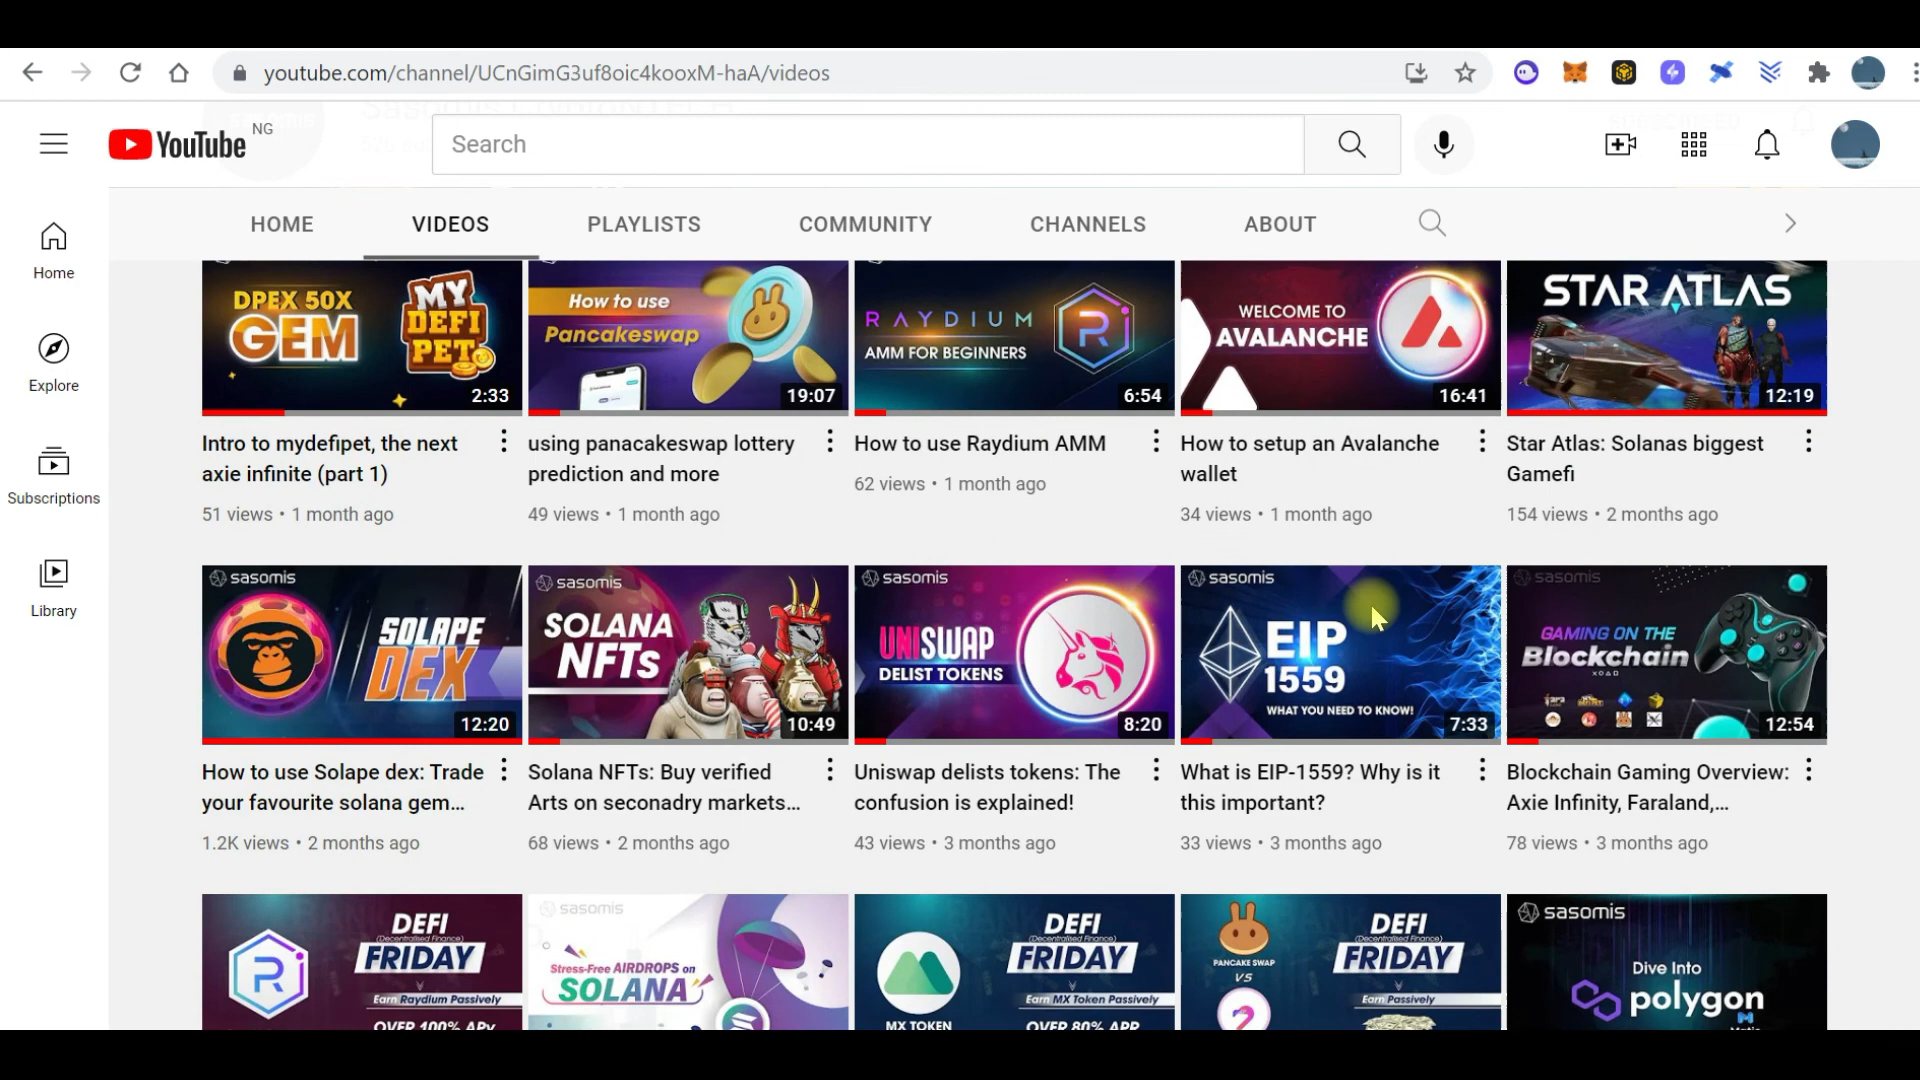 youtube.com/channel/UCnGimG3uf8oic4kooxM-haA/videos
YouTube NG
Search
HOME VIDEOS PLAYLISTS COMMUNITY CHANNELS ABOUT
Home
Explore
Subscriptions
Library
DPEX 50X
GEM
MY
DEFI
PET
2:33
How to use
Pancakeswap
19:07
RAYDIUM
AMM FOR BEGINNERS
6:54
WELCOME TO
AVALANCHE
16:41
STAR ATLAS
12:19
Intro to mydefipet, the next
axie infinite (part 1)
51 views • 1 month ago
using panacakeswap lottery
prediction and more
49 views • 1 month ago
How to use Raydium AMM
62 views • 1 month ago
How to setup an Avalanche
wallet
34 views • 1 month ago
Star Atlas: Solanas biggest
Gamefi
154 views • 2 months ago
sasomis
SOLAPE
DEX
12:20
sasomis
SOLANA
NFTs
10:49
sasomis
UNISWAP
DELIST TOKENS
8:20
sasomis
EIP
1559
WHAT YOU NEED TO KNOW!
7:33
sasomis
GAMING ON THE
Blockchain
12:54
How to use Solape dex: Trade
your favourite solana gem...
1.2K views • 2 months ago
Solana NFTs: Buy verified
Arts on seconadry markets...
68 views • 2 months ago
Uniswap delists tokens: The
confusion is explained!
43 views • 3 months ago
What is EIP-1559? Why is it
this important?
33 views • 3 months ago
Blockchain Gaming Overview:
Axie Infinity, Faraland,...
78 views • 3 months ago
DEFI
(Decentralised Finance)
FRIDAY
Earn Raydium Passively
OVER 100% APy
sasomis
Stress-Free AIRDROPS on
SOLANA
MX TOKEN
DEFI
(Decentralised Finance)
FRIDAY
Earn MX Token Passively
OVER 80% APR
PANCAKE SWAP
VS
DEFI
(Decentralised Finance)
FRIDAY
Earn Passively
sasomis
Dive Into
polygon